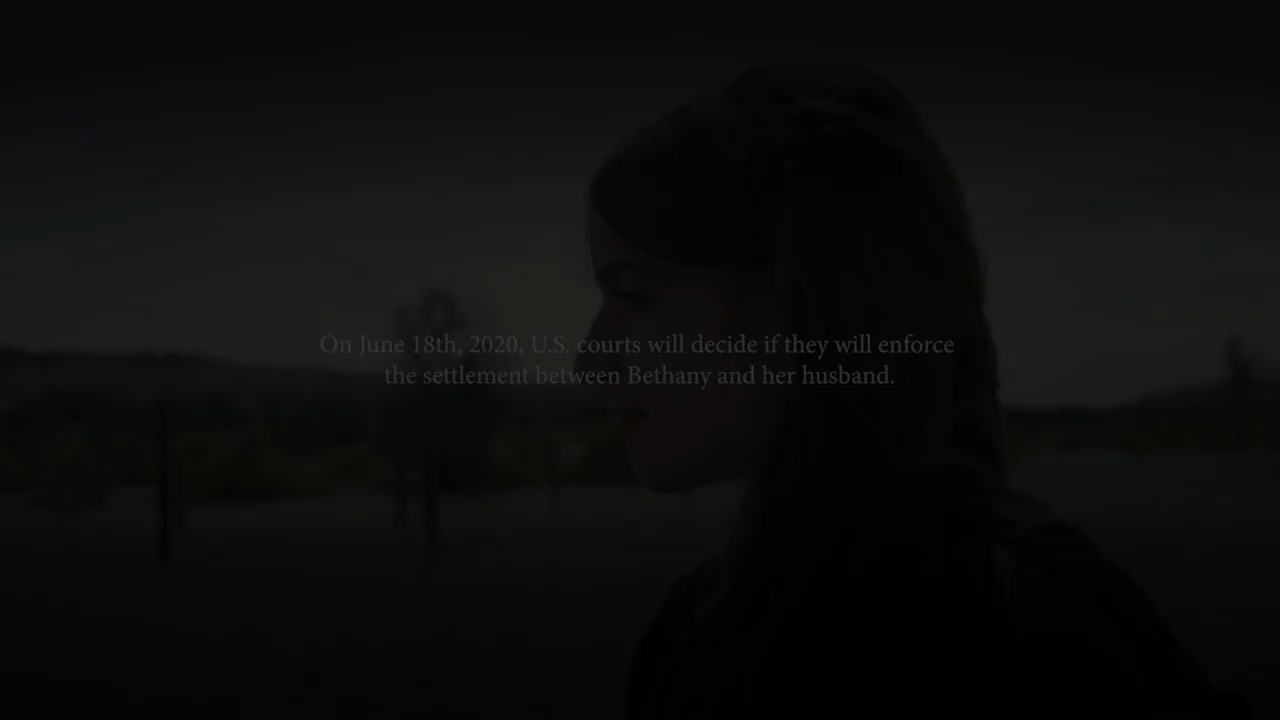 On June 18th, 2020, U.S. courts will decide if they will enforce
the settlement between Bethany and her husband.